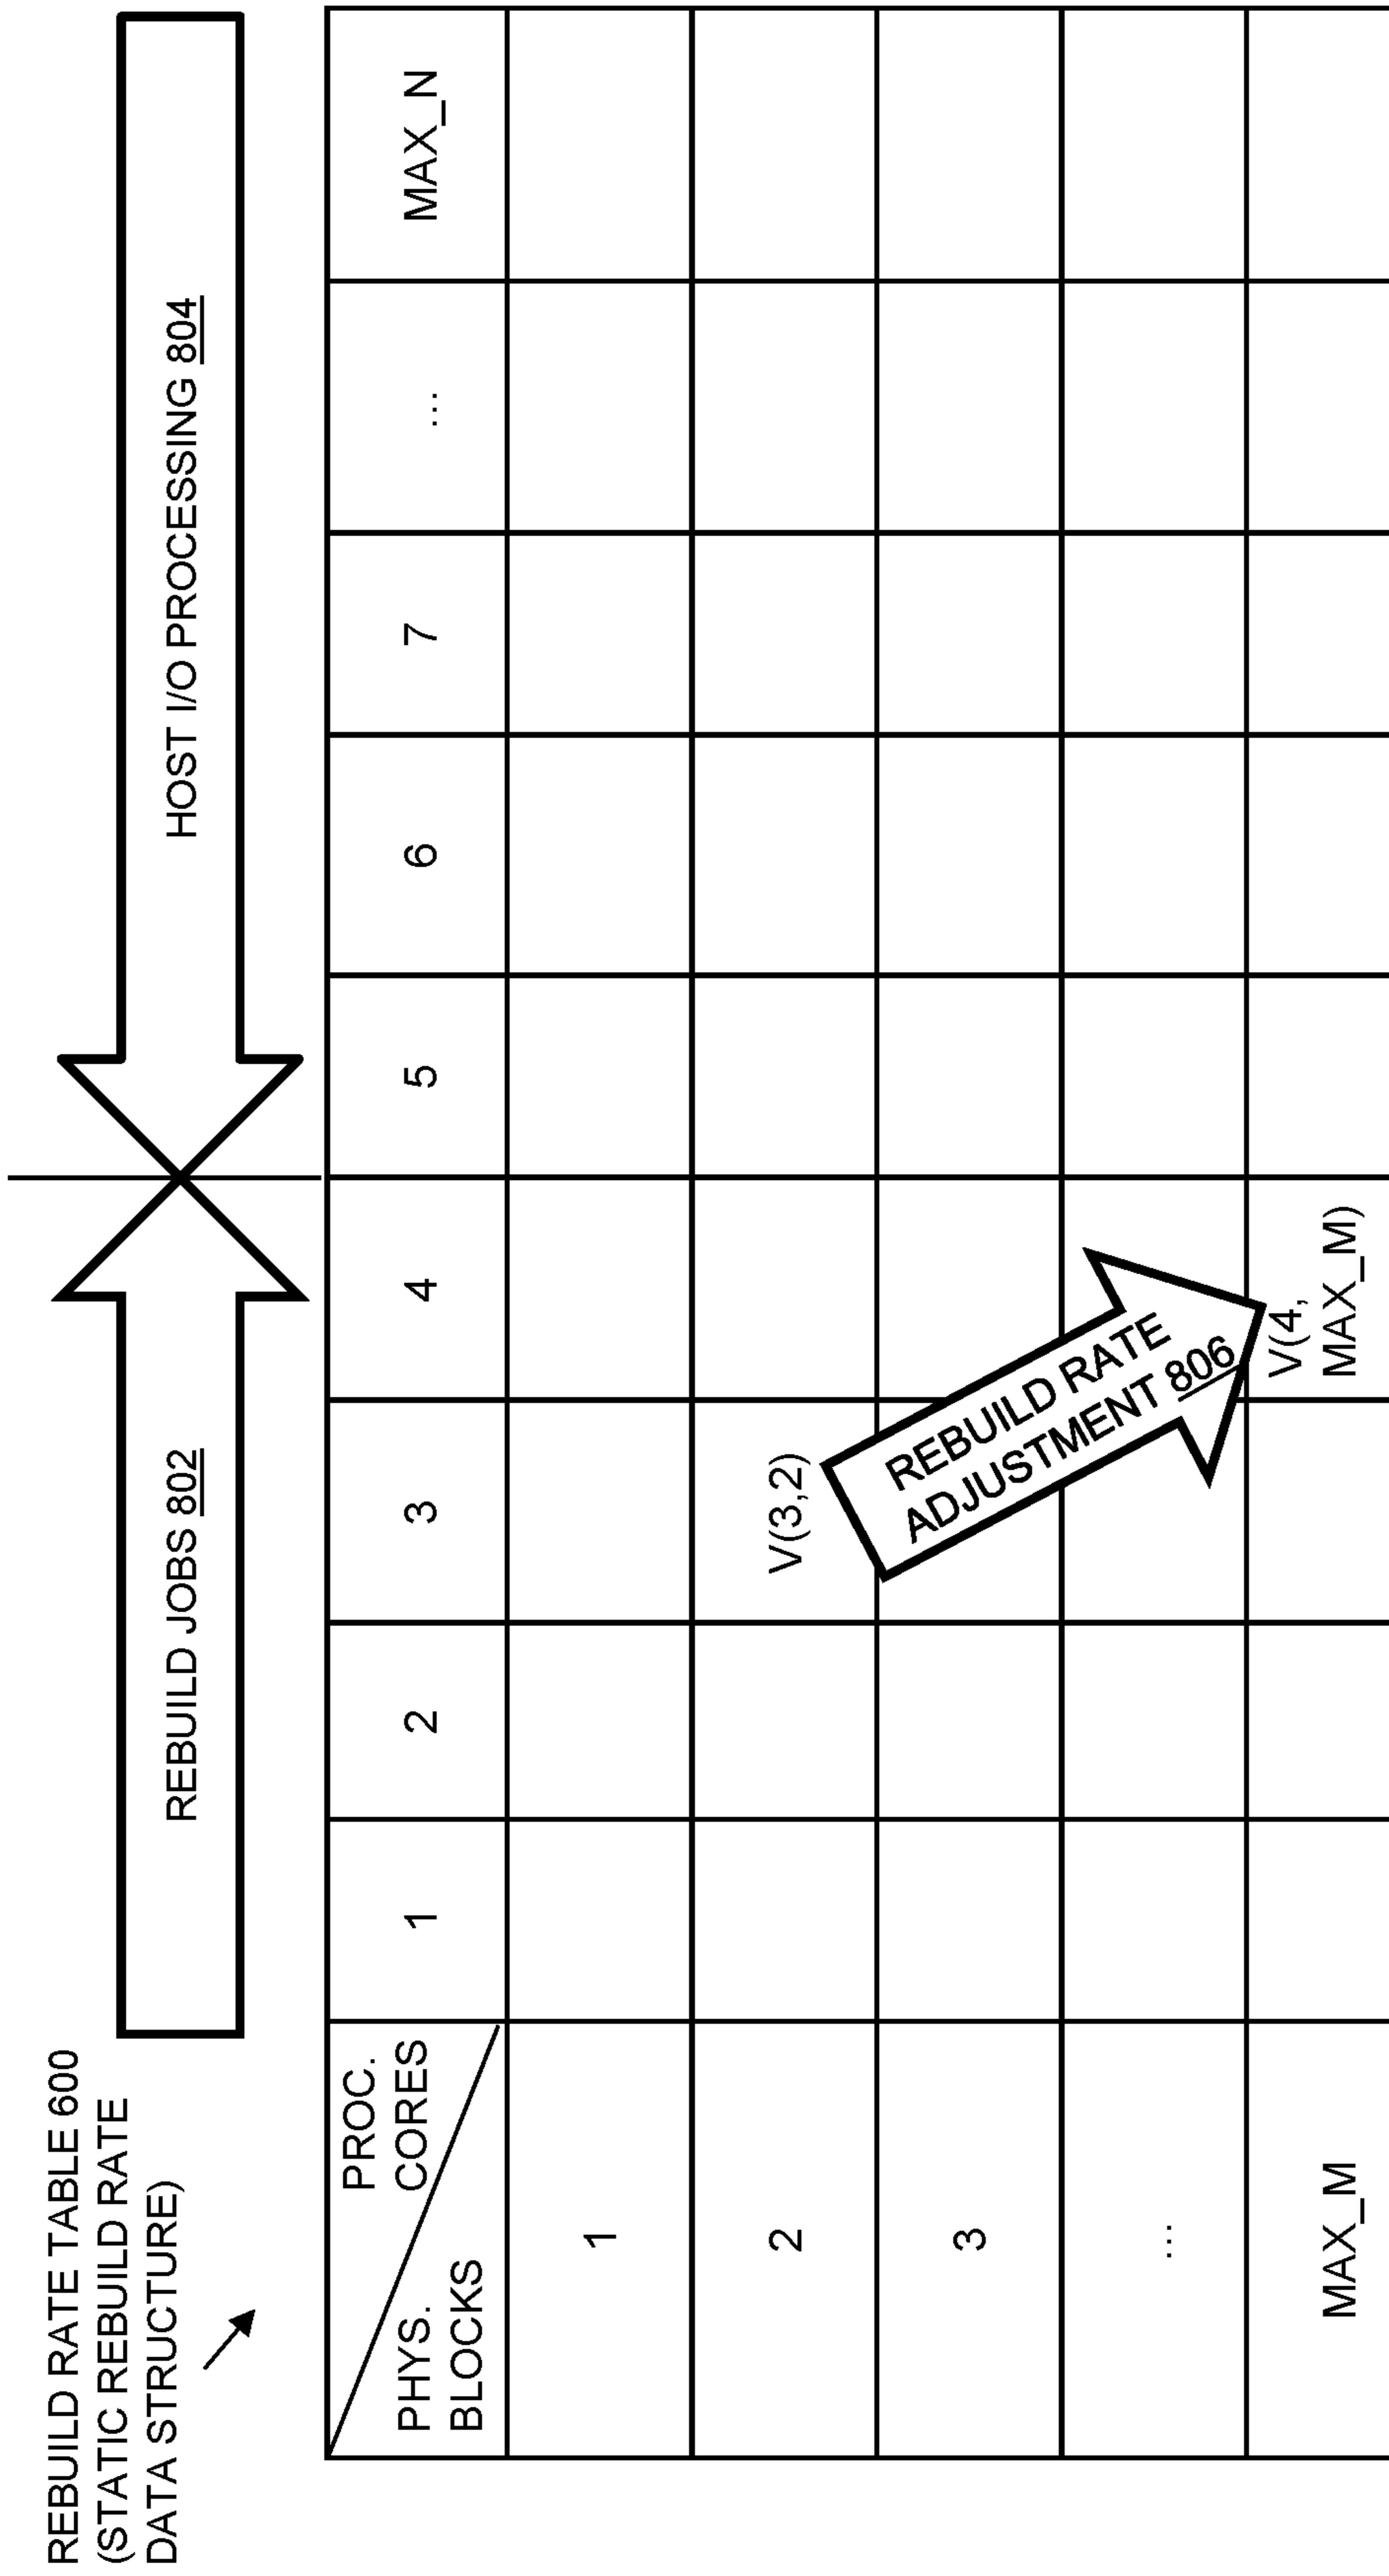 REBUILD RATE TABLE 600
(STATIC REBUILD RATE
DATA STRUCTURE)
REBUILD JOBS 802
HOST I/O PROCESSING 804
PROC.
CORES
PHYS.
BLOCKS
1
2
3
4
5
6
7
...
MAX_N
1
2
V(3,2)
3
REBUILD RATE
ADJUSTMENT 806
...
MAX_M
V(4,
MAX_M)